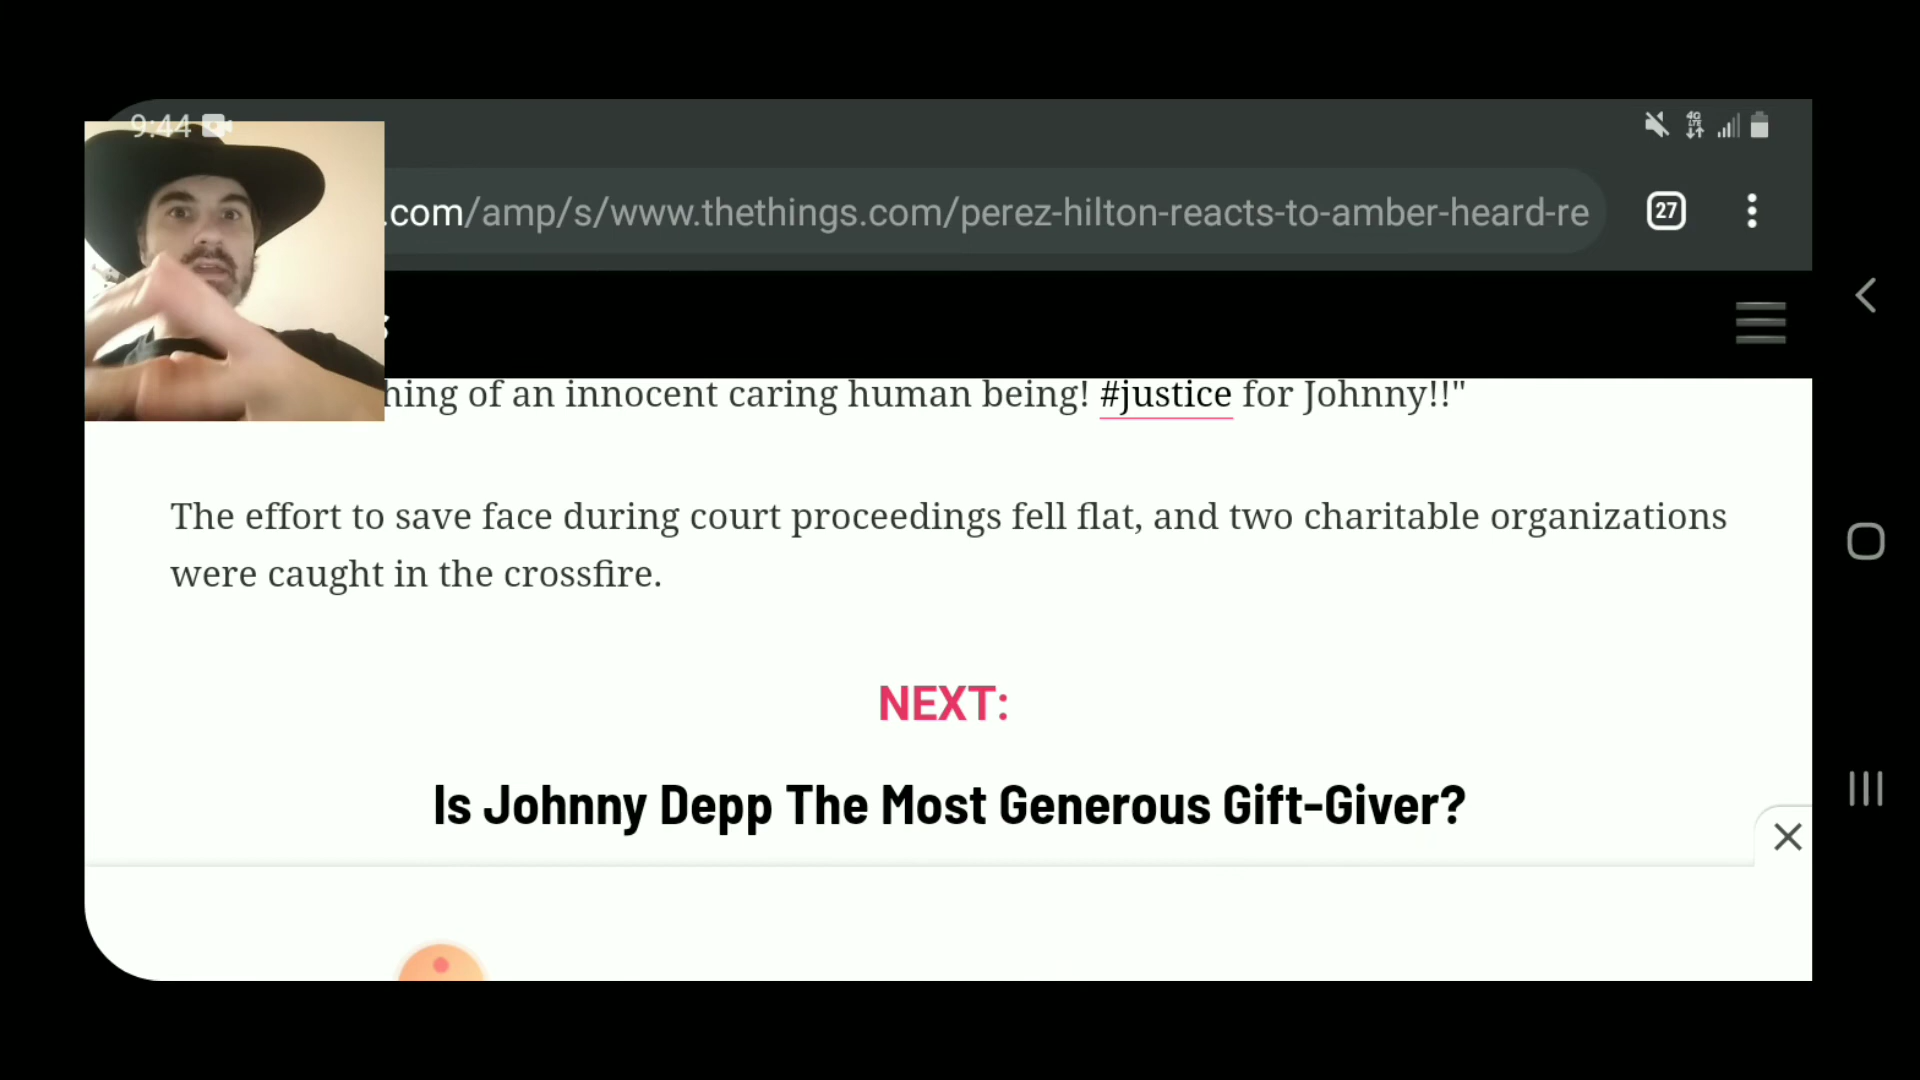 9:44
4G
LTE
.com/amp/s/www.thethings.com/perez-hilton-reacts-to-amber-heard-re
27
s
hing of an innocent caring human being! #justice for Johnny!!"
The effort to save face during court proceedings fell flat, and two charitable organizations
were caught in the crossfire.
NEXT:
Is Johnny Depp The Most Generous Gift-Giver?